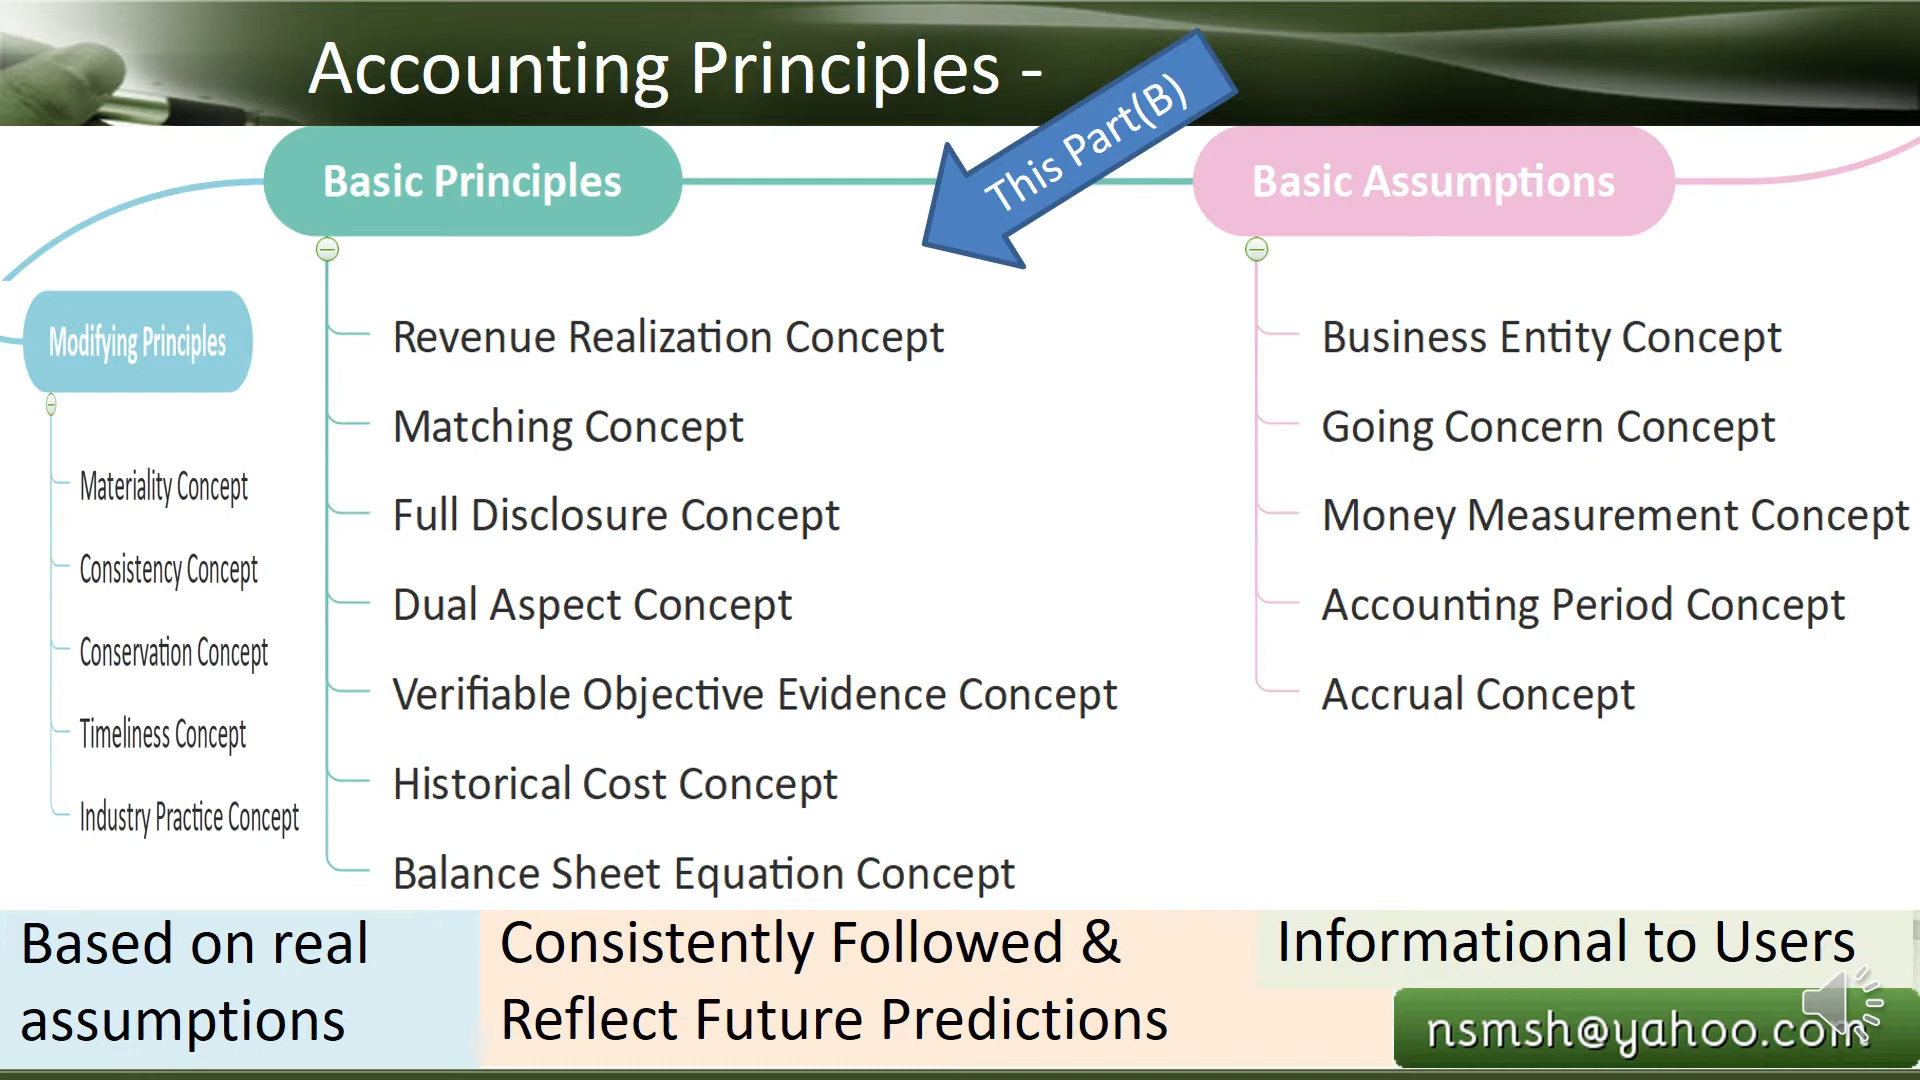 Accounting Principles -
This Part(B)
Basic Principles
Basic Assumptions
Modifying Principles
Materiality Concept
Consistency Concept
Conservation Concept
Timeliness Concept
Industry Practice Concept
Revenue Realization Concept
Matching Concept
Full Disclosure Concept
Dual Aspect Concept
Verifiable Objective Evidence Concept
Historical Cost Concept
Balance Sheet Equation Concept
Business Entity Concept
Going Concern Concept
Money Measurement Concept
Accounting Period Concept
Accrual Concept
Based on real
assumptions
Consistently Followed &
Reflect Future Predictions
Informational to Users
nsmsh@yahoo.com